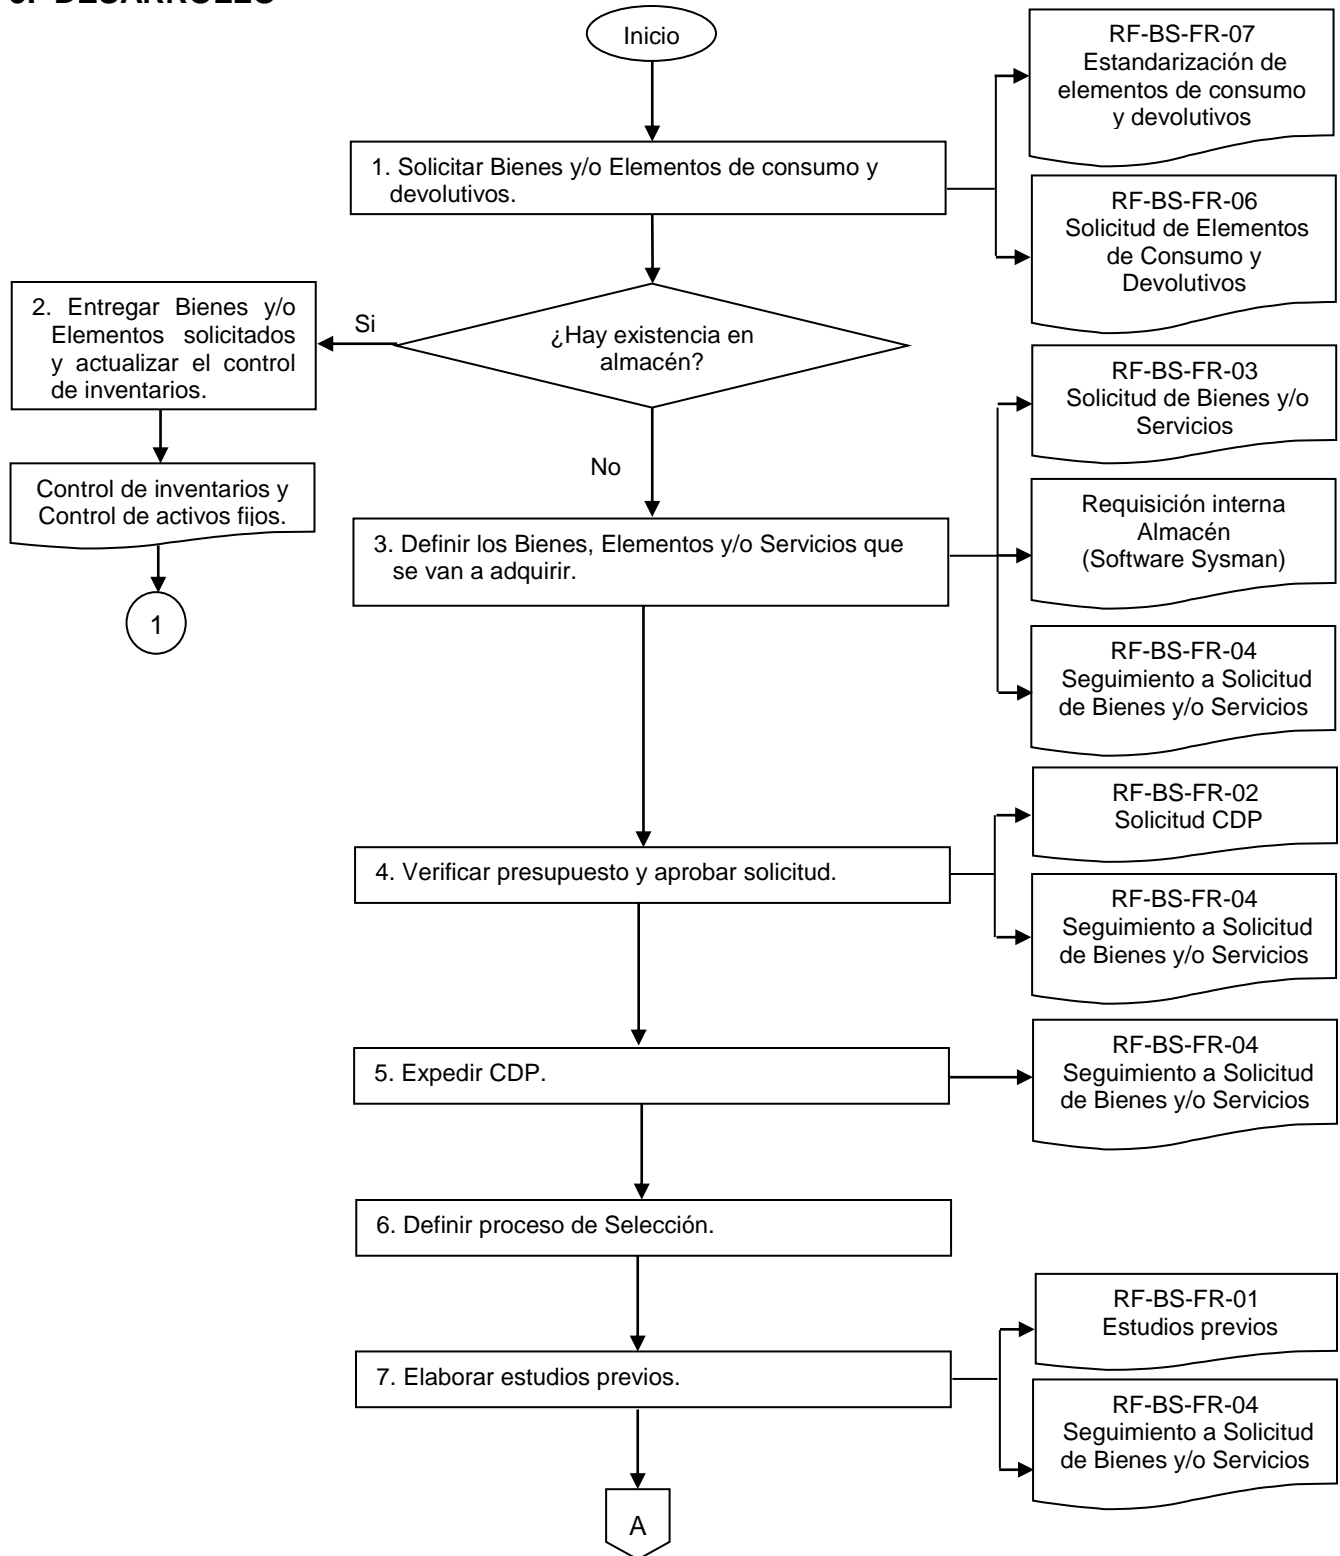 DESARROLLO
Inicio
RF-BS-FR-07
Estandarización de
elementos de consumo
y devolutivos
1. Solicitar Bienes y/o Elementos de consumo y
devolutivos.
RF-BS-FR-06
Solicitud de Elementos
de Consumo y
Devolutivos
2. Entregar Bienes y/o
Elementos solicitados
y actualizar el control
de inventarios.
Si
¿Hay existencia en
almacén?
RF-BS-FR-03
Solicitud de Bienes y/o
Servicios
No
Control de inventarios y
Control de activos fijos.
1
3. Definir los Bienes, Elementos y/o Servicios que
se van a adquirir.
Requisición interna
Almacén
(Software Sysman)
RF-BS-FR-04
Seguimiento a Solicitud
de Bienes y/o Servicios
RF-BS-FR-02
Solicitud CDP
4. Verificar presupuesto y aprobar solicitud.
RF-BS-FR-04
Seguimiento a Solicitud
de Bienes y/o Servicios
5. Expedir CDP.
RF-BS-FR-04
Seguimiento a Solicitud
de Bienes y/o Servicios
6. Definir proceso de Selección.
RF-BS-FR-01
Estudios previos
7. Elaborar estudios previos.
RF-BS-FR-04
Seguimiento a Solicitud
de Bienes y/o Servicios
A